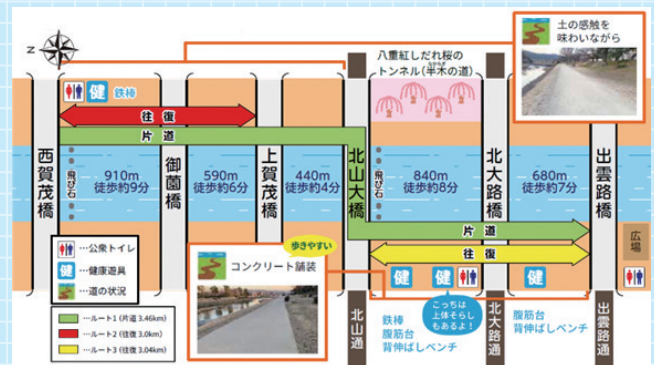 N
土の感触を
味わいながら
八重紅しだれ桜の
トンネル(半木の道)
なからぎ
健
鉄棒
往復
片道
西賀茂橋
飛び石
910m
徒歩約9分
御薗橋
590m
徒歩約6分
上賀茂橋
440m
徒歩約4分
北山大橋
飛び石
840m
徒歩約8分
北大路橋
680m
徒歩約7分
出雲路橋
片道
往復
広場
…公衆トイレ
健 …健康遊具
…道の状況
…ルート1(片道 3.46km)
…ルート2(往復 3.0km)
…ルート3(往復 3.04km)
歩きやすい
コンクリート舗装
健
健
健
こっちは
上体そらし
もあるよ!
北山通
鉄棒
腹筋台
背伸ばしベンチ
北大路通
腹筋台
背伸ばしベンチ
出雲路通